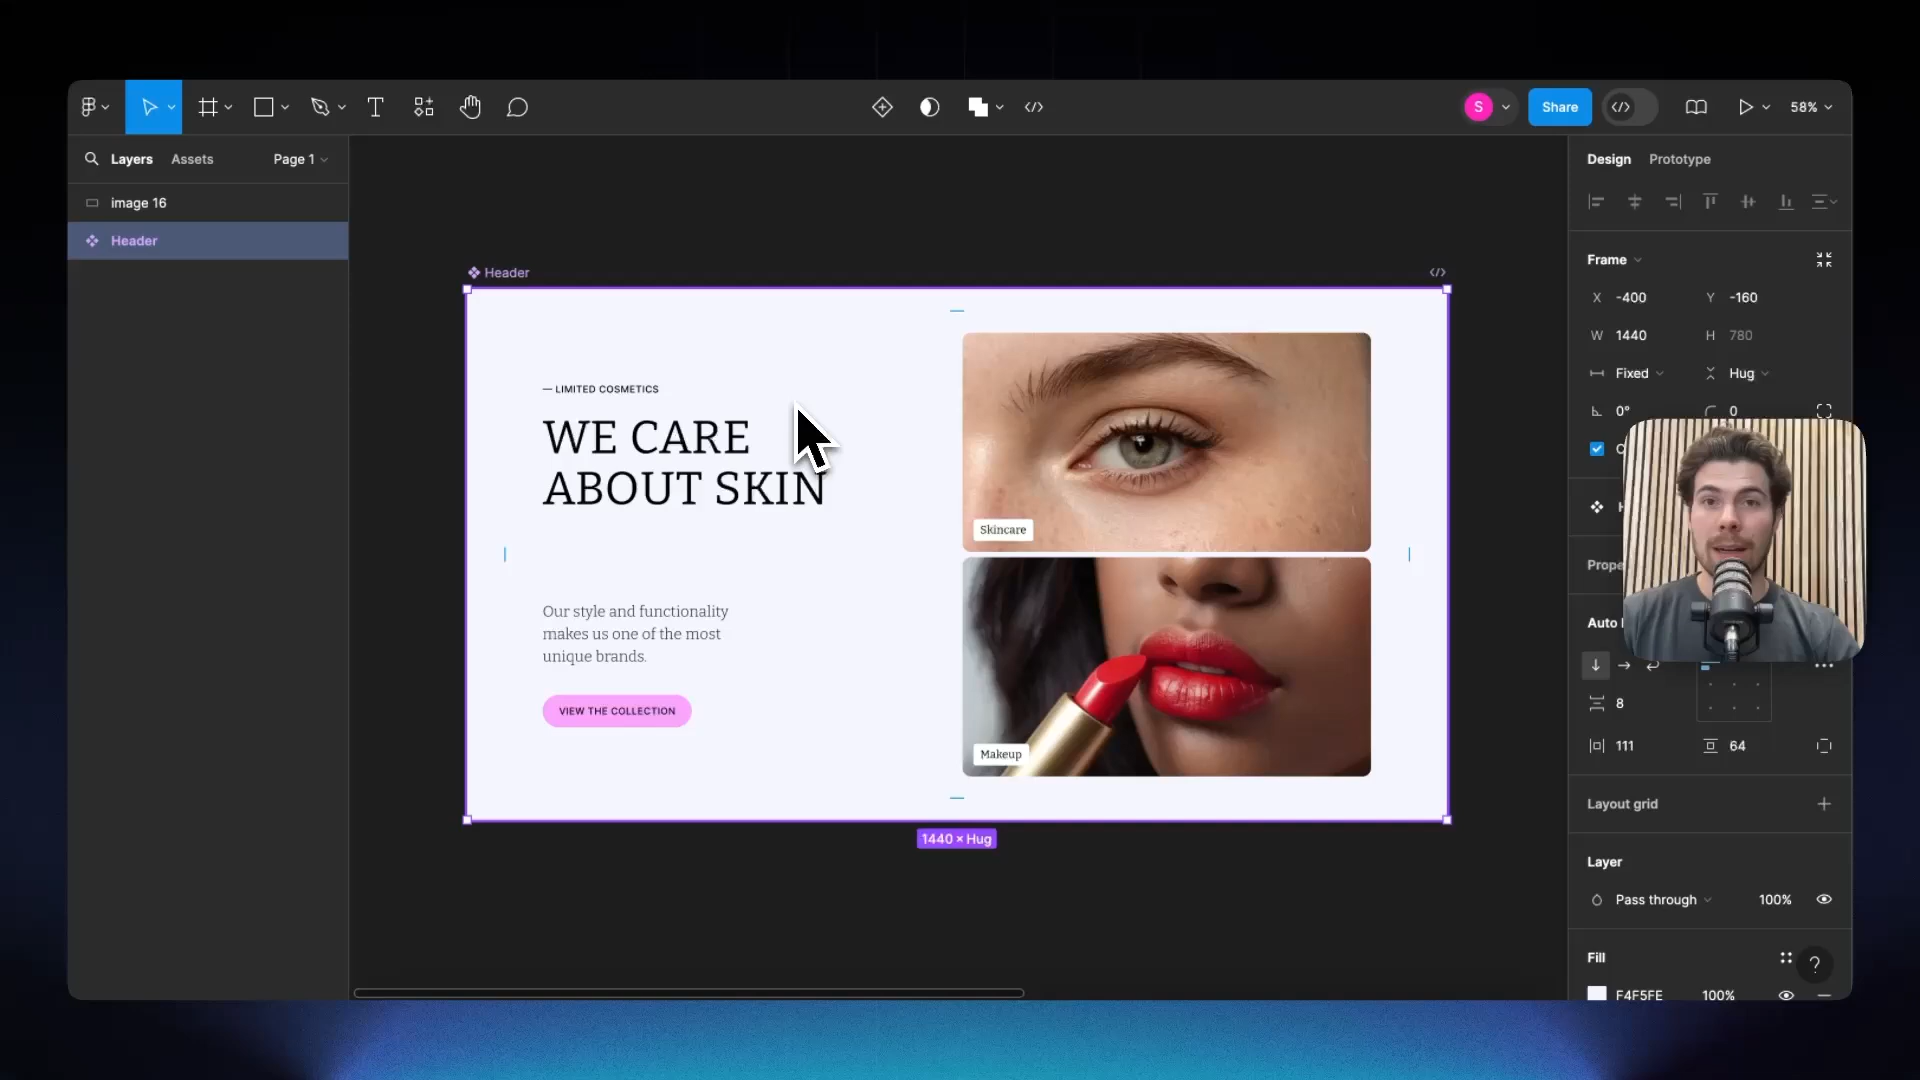 S
Share
58%
Layers
Assets
Page 1
image 16
Header
Header
— LIMITED COSMETICS
WE CARE
ABOUT SKIN
Our style and functionality
makes us one of the most
unique brands.
VIEW THE COLLECTION
Skincare
Makeup
1440 × Hug
Design
Prototype
Frame
X -400
Y -160
W 1440
H 780
Fixed
Hug
0°
0
Prope
Auto
8
111
64
Layout grid
Layer
Pass through
100%
Fill
?
F4F5FE
100%